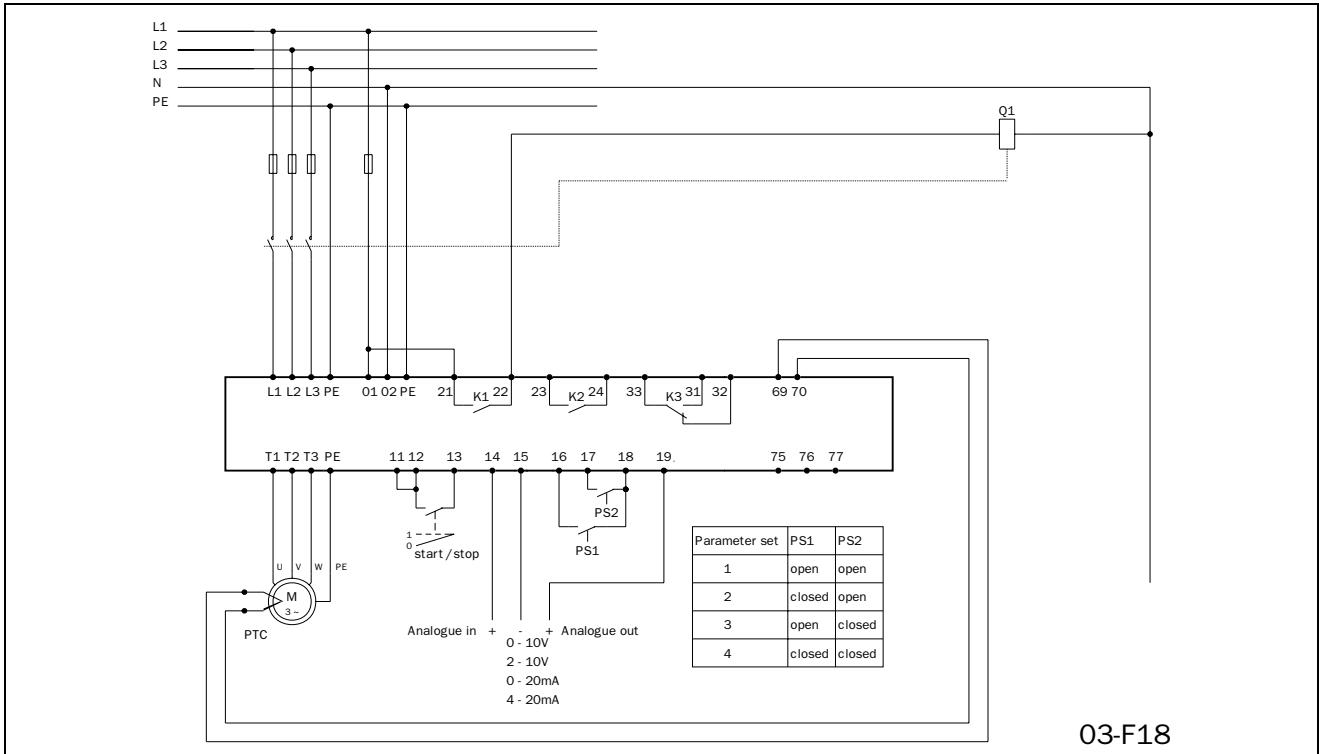 L1
L2
L3
N
PE
Q1
L1 L2 L3 PE 01 02 PE 21 K1 22 23 K2 24 33 K3 31 32 69 70
T1 T2 T3 PE 11 12 13 14 15 16 17 18 19 75 76 77
PS2
PS1
1
0
start/stop
U V W PE
M
3 ~
PTC
Analogue in + - + Analogue out
0 - 10V
2 - 10V
0 - 20mA
4 - 20mA
Parameter set PS1 PS2
1 open open
2 closed open
3 open closed
4 closed closed
03-F18